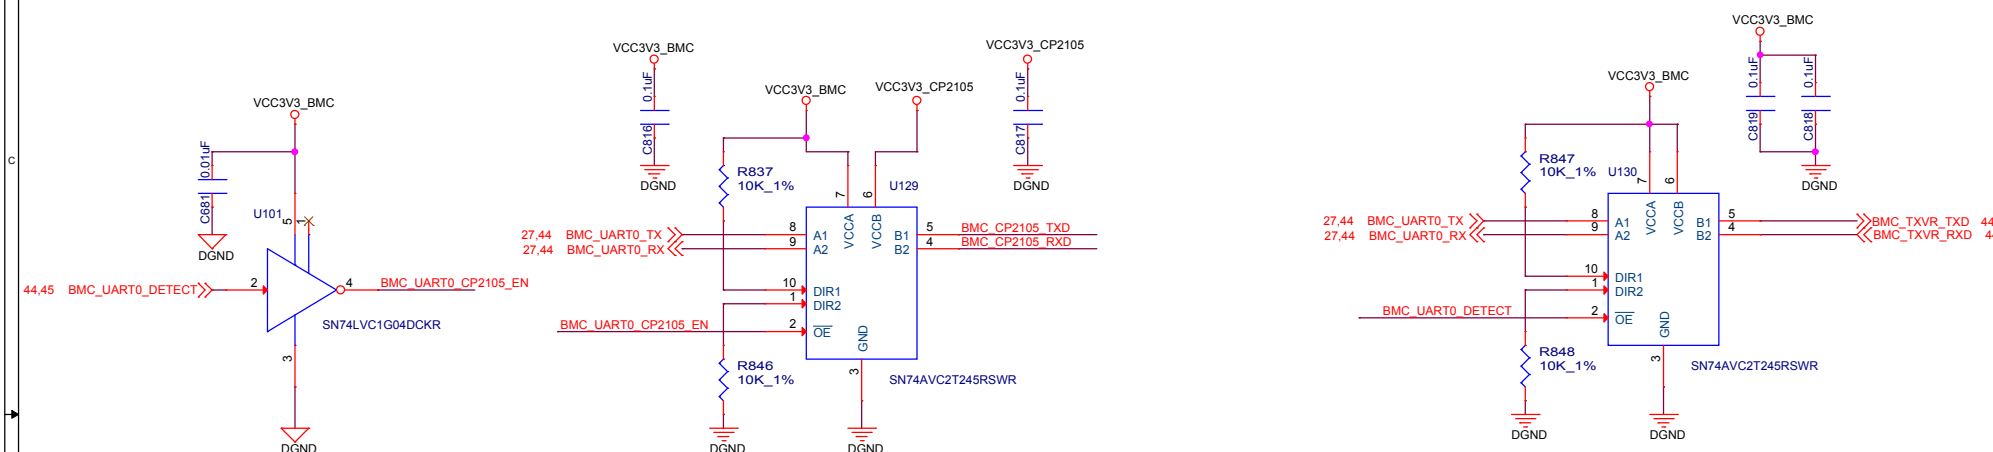 C
VCC3V3_BMC
0.01uF
C681
DGND
U101
5
1
44,45 BMC_UART0_DETECT
2
4
BMC_UART0_CP2105_EN
SN74LVC1G04DCKR
3
DGND
VCC3V3_BMC
0.1uF
C816
DGND
VCC3V3_BMC
VCC3V3_CP2105
VCC3V3_CP2105
0.1uF
C817
DGND
R837
10K_1%
7
6
U129
VCCA
VCCB
27,44 BMC_UART0_TX
8
A1
B1
5
BMC_CP2105_TXD
27,44 BMC_UART0_RX
9
A2
B2
4
BMC_CP2105_RXD
10
DIR1
1
DIR2
BMC_UART0_CP2105_EN
2
OE
GND
3
R846
10K_1%
SN74AVC2T245RSWR
DGND
DGND
VCC3V3_BMC
VCC3V3_BMC
0.1uF
C819
0.1uF
C818
DGND
R847
10K_1%
U130
7
6
VCCA
VCCB
27,44 BMC_UART0_TX
8
A1
B1
5
BMC_TXVR_TXD 44
27,44 BMC_UART0_RX
9
A2
B2
4
BMC_TXVR_RXD
10
DIR1
1
DIR2
BMC_UART0_DETECT
2
OE
GND
3
R848
10K_1%
SN74AVC2T245RSWR
DGND
DGND